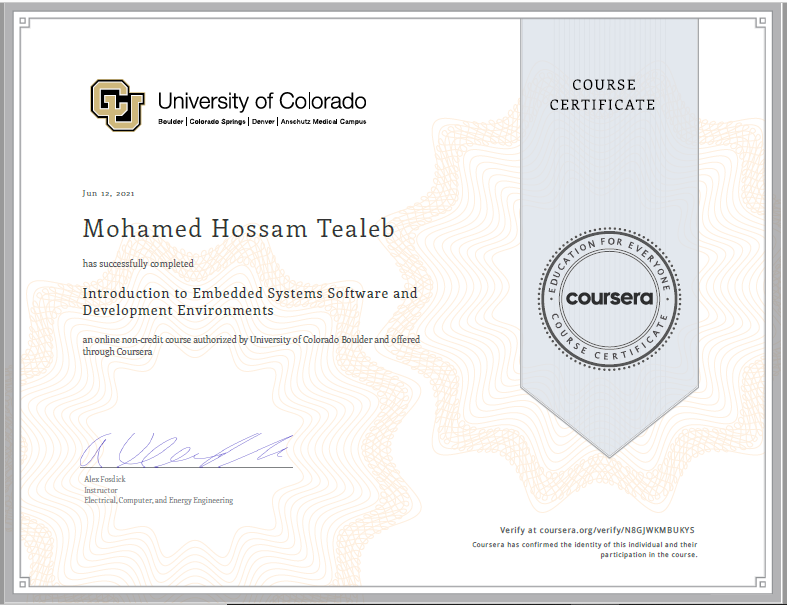 University of Colorado
Boulder | Colorado Springs | Denver | Anschutz Medical Campus
COURSE
CERTIFICATE
Jun 12, 2021
Mohamed Hossam Tealeb
has successfully completed
Introduction to Embedded Systems Software and
Development Environments
an online non-credit course authorized by University of Colorado Boulder and offered
through Coursera
EDUCATION FOR EVERYONE
coursera
COURSE CERTIFICATE
Alex Fosdick
Instructor
Electrical, Computer, and Energy Engineering
Verify at coursera.org/verify/N8GJWKMBUKYS
Coursera has confirmed the identity of this individual and their
participation in the course.